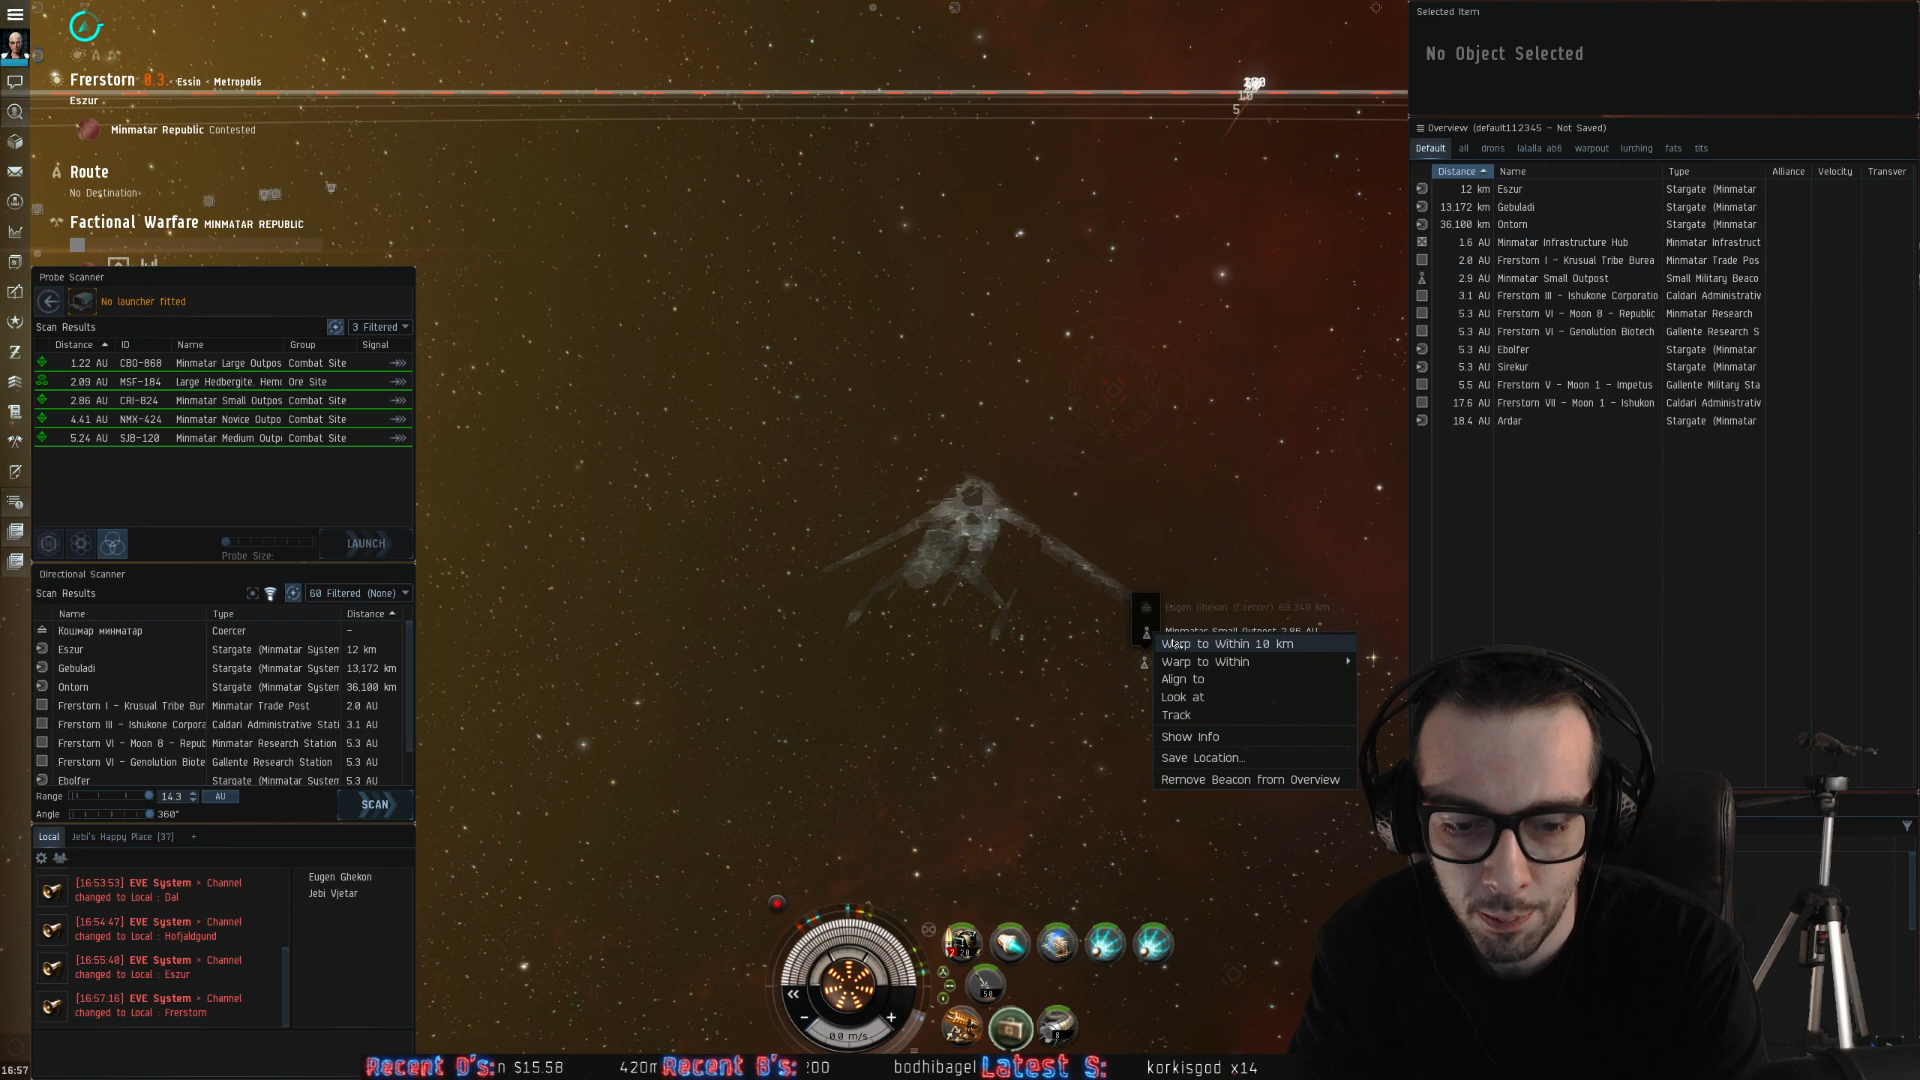 Frerstorn 0.3 < Essin < Metropolis
Eszur
Minmatar Republic Contested
Route
No Destination
Factional Warfare MINMATAR REPUBLIC
Probe Scanner
No launcher fitted
Scan Results
3 Filtered
Distance ID Name Group Signal
1.22 AU CBO-868 Minmatar Large Outpos Combat Site
2.09 AU MSF-184 Large Hedbergite, Hemo Ore Site
2.86 AU CRI-824 Minmatar Small Outpos Combat Site
4.41 AU NMX-424 Minmatar Novice Outpo Combat Site
5.24 AU SJB-120 Minmatar Medium Outp Combat Site
Probe Size:
LAUNCH
Directional Scanner
Scan Results
60 Filtered (None)
Name Type Distance
Кошмар минматар Coercer -
Eszur Stargate (Minmatar System 12 km
Gebuladi Stargate (Minmatar System 13,172 km
Ontorn Stargate (Minmatar System 36,100 km
Frerstorn I - Krusual Tribe Bur Minmatar Trade Post 2.0 AU
Frerstorn III - Ishukone Corpora Caldari Administrative Stati 3.1 AU
Frerstorn VI - Moon 8 - Repub Minmatar Research Station 5.3 AU
Frerstorn VI - Genolution Biote Gallente Research Station 5.3 AU
Ebolfer Stargate (Minmatar System 5.3 AU
Range 14.3 AU
SCAN
Angle 360°
Local Jebi's Happy Place [37] +
[16:53:53] EVE System > Channel
changed to Local : Dal
[16:54:47] EVE System > Channel
changed to Local : Hofjaldgund
[16:55:40] EVE System > Channel
changed to Local : Eszur
[16:57:16] EVE System > Channel
changed to Local : Frerstorn
Eugen Ghekon
Jebi Vjetar
16:57
5
Eugen Ghekon (Coercer) 69,349 km
Minmatar Small Outpost 2.86 AU
Warp to Within 10 km
Warp to Within
Align to
Look at
Track
Show Info
Save Location...
Remove Beacon from Overview
0.0 m/s
Recent D's: n $15.58 420m Recent B's: 200 bodhibagel Latest S: korkisgod x14
Selected Item
No Object Selected
Overview (default112345 - Not Saved)
Default all drons lalalla ab6 warpout lurching fats tits
Distance Name Type Alliance Velocity Transver
12 km Eszur Stargate (Minmatar
13,172 km Gebuladi Stargate (Minmatar
36,100 km Ontorn Stargate (Minmatar
1.6 AU Minmatar Infrastructure Hub Minmatar Infrastruct
2.0 AU Frerstorn I - Krusual Tribe Burea Minmatar Trade Pos
2.9 AU Minmatar Small Outpost Small Military Beaco
3.1 AU Frerstorn III - Ishukone Corporatio Caldari Administrativ
5.3 AU Frerstorn VI - Moon 8 - Republic Minmatar Research
5.3 AU Frerstorn VI - Genolution Biotech Gallente Research S
5.3 AU Ebolfer Stargate (Minmatar
5.3 AU Sirekur Stargate (Minmatar
5.5 AU Frerstorn V - Moon 1 - Impetus Gallente Military Sta
17.6 AU Frerstorn VII - Moon 1 - Ishukon Caldari Administrativ
18.4 AU Ardar Stargate (Minmatar